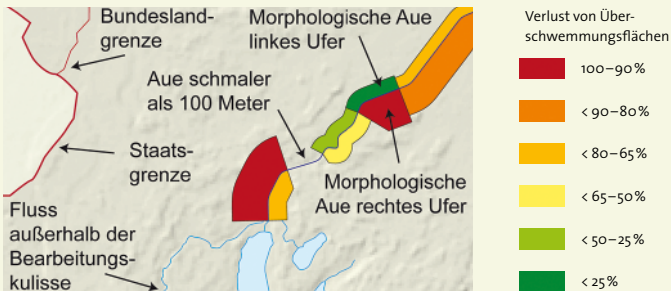 Bundesland-
grenze
Morphologische Aue
linkes Ufer
Aue schmaler
als 100 Meter
Staats-
grenze
Morphologische
Aue rechtes Ufer
Fluss
außerhalb der
Bearbeitungs-
kulisse
Verlust von Über-
schwemmungsflächen
100–90%
<90–80%
<80–65%
<65–50%
<50–25%
<25%